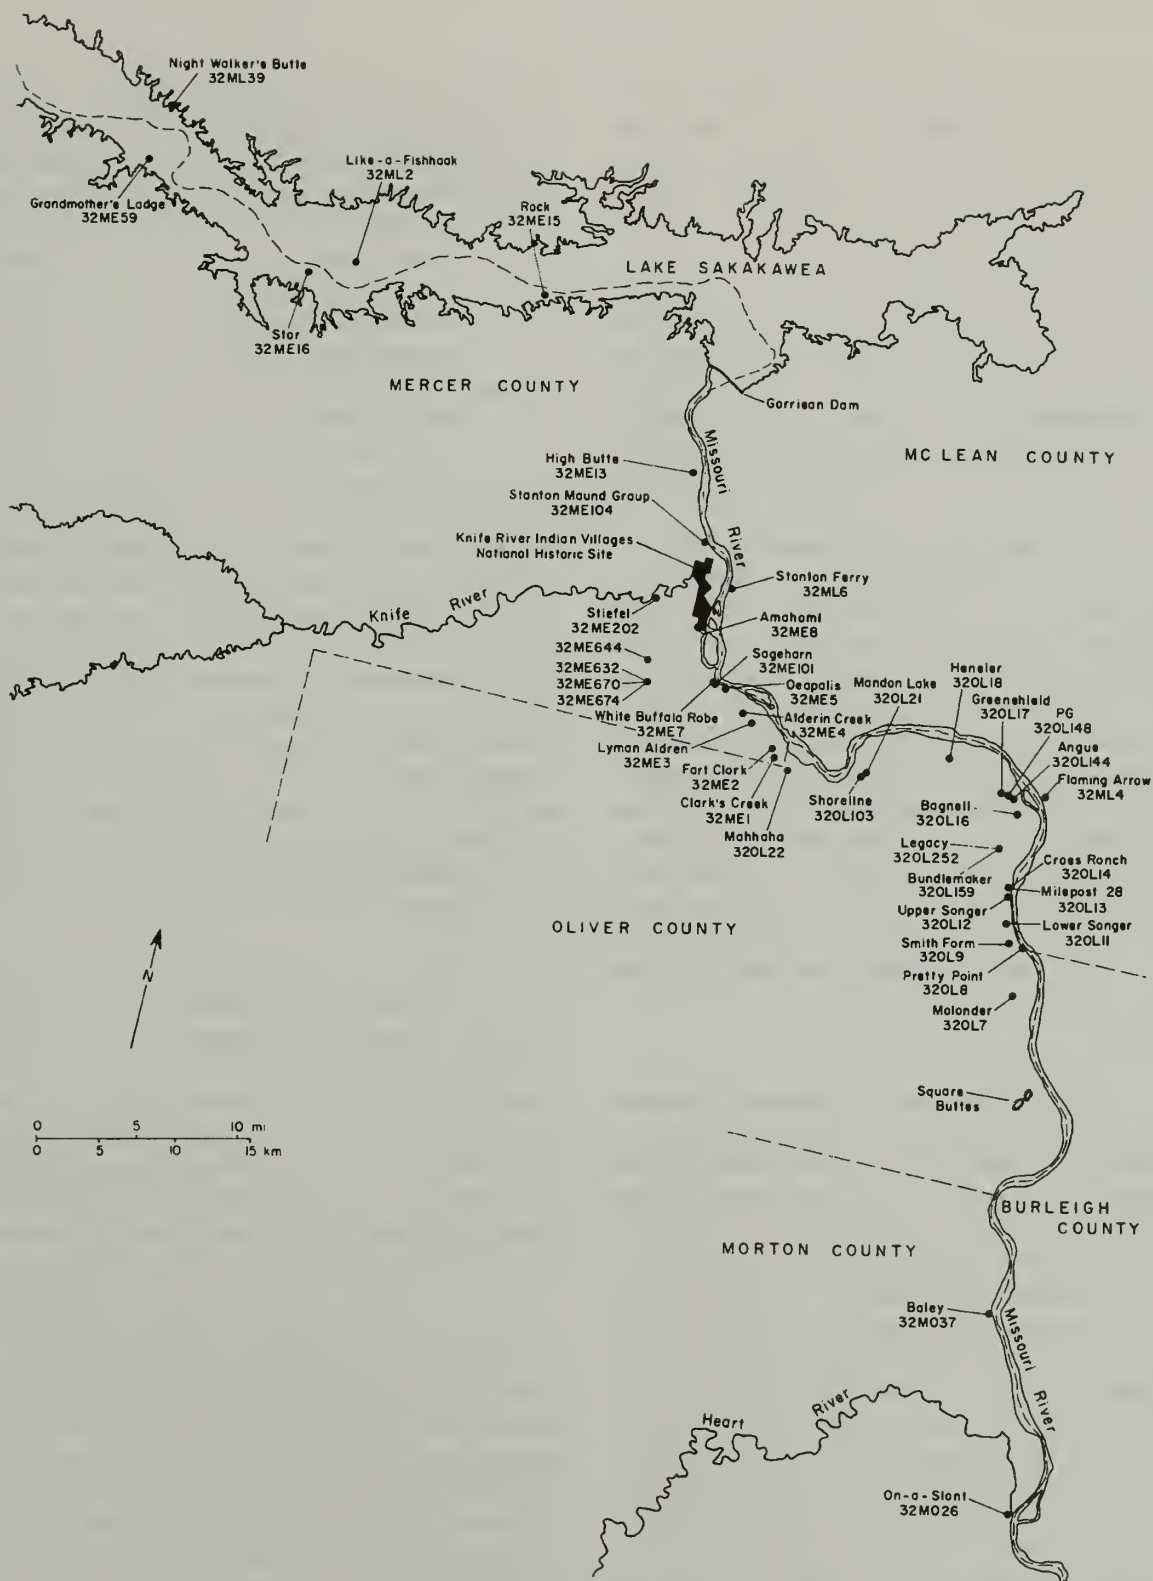 Night Walker's Butte
32ML39
Like-a-Fishhook
32ML2
Grandmother's Lodge
32ME59
Rock
32ME15
LAKE SAKAKAWEA
Star
32ME16
MERCER COUNTY
Garrison Dam
Missouri
River
MC LEAN COUNTY
High Butte
32ME13
Stanton Mound Group
32ME104
Knife River Indian Villages
National Historic Site
Knife
River
Stiefel
32ME202
Stanton Ferry
32ML6
Amahami
32ME8
32ME644
32ME632
32ME670
32ME674
Sagehorn
32ME101
Deapolis
32ME5
White Buffalo Robe
32ME7
Alderin Creek
32ME4
Lyman Aldren
32ME3
Fort Clark
32ME2
Clark's Creek
32ME1
Mahhaha
32OL22
Mandan Lake
32OL21
Shoreline
32OL103
Hensler
32OL18
Greenshield
32OL17
PG
32OL148
Angus
32OL144
Flaming Arrow
32ML4
Bagnell
32OL16
Legacy
32OL252
Bundlemaker
32OL159
Cross Ranch
32OL14
Milepost 28
32OL13
Upper Sanger
32OL12
Lower Sanger
32OL11
Smith Farm
32OL9
Pretty Point
32OL8
Molander
32OL7
OLIVER COUNTY
N
0 5 10 mi
0 5 10 15 km
Square
Buttes
BURLEIGH
COUNTY
MORTON COUNTY
Boley
32MO37
Missouri
River
Heart
River
On-a-Slant
32MO26